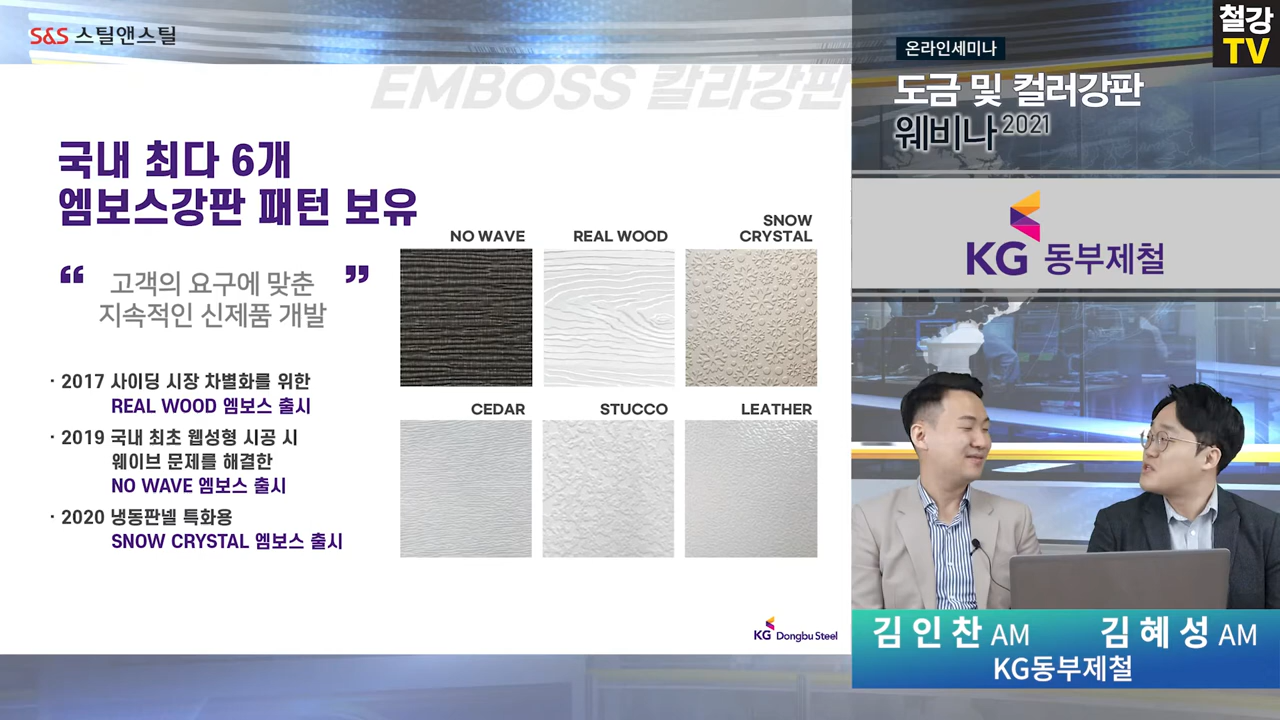 S&S 스틸앤스틸
EMBOSS 칼라강판
국내 최다 6개
엠보스강판 패턴 보유
“ 고객의 요구에 맞춘 ”
지속적인 신제품 개발
· 2017 사이딩 시장 차별화를 위한
REAL WOOD 엠보스 출시
· 2019 국내 최초 웹성형 시공 시
웨이브 문제를 해결한
NO WAVE 엠보스 출시
· 2020 냉동판넬 특화용
SNOW CRYSTAL 엠보스 출시
NO WAVE
REAL WOOD
SNOW
CRYSTAL
CEDAR
STUCCO
LEATHER
KG Dongbu Steel
철강
TV
온라인세미나
도금 및 컬러강판
웨비나 2021
KG 동부제철
김인찬 AM 김혜성 AM
KG동부제철